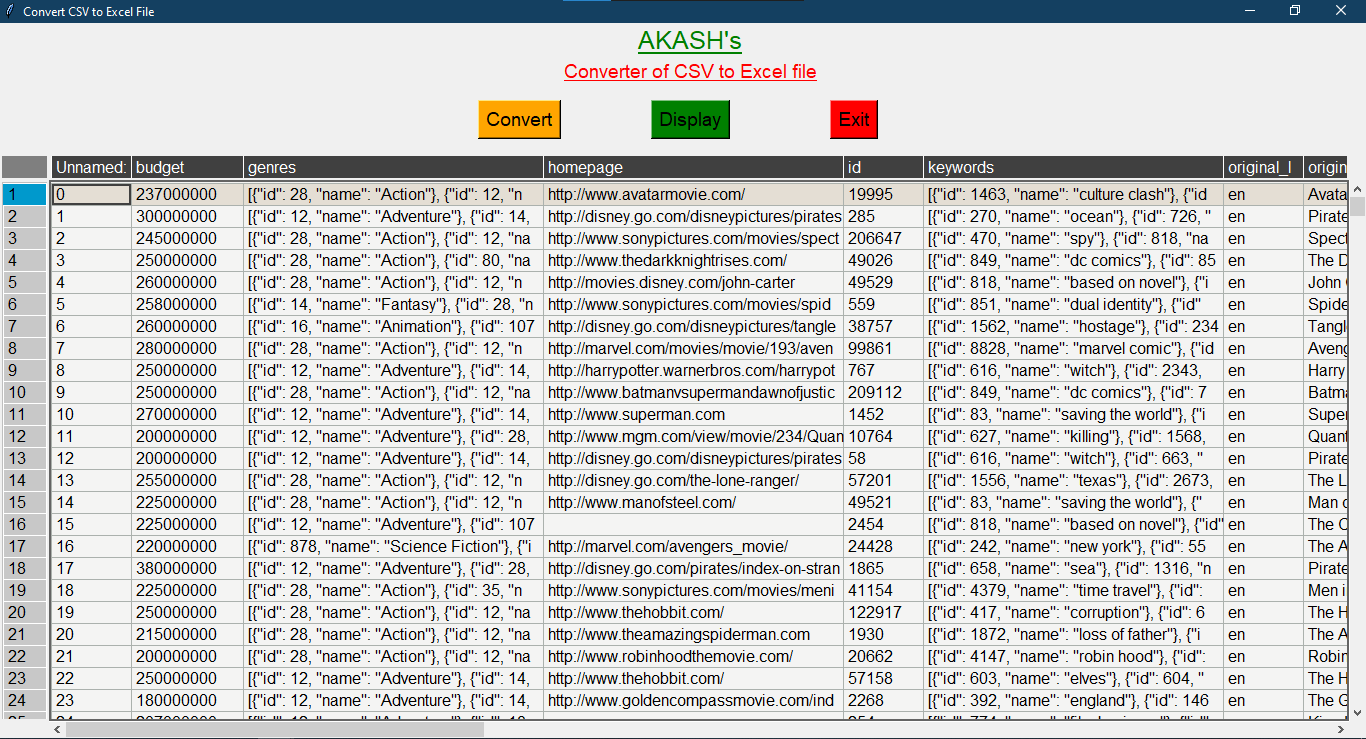 Convert CSV to Excel File
AKASH's
Converter of CSV to Excel file
Convert Display Exit
Unnamed: budget genres homepage id keywords original_l origin
1 0 237000000 [{"id": 28, "name": "Action"}, {"id": 12, "n http://www.avatarmovie.com/ 19995 [{"id": 1463, "name": "culture clash"}, {"id en Avata
2 1 300000000 [{"id": 12, "name": "Adventure"}, {"id": 14, http://disney.go.com/disneypictures/pirates 285 [{"id": 270, "name": "ocean"}, {"id": 726, " en Pirate
3 2 245000000 [{"id": 28, "name": "Action"}, {"id": 12, "na http://www.sonypictures.com/movies/spect 206647 [{"id": 470, "name": "spy"}, {"id": 818, "na en Spect
4 3 250000000 [{"id": 28, "name": "Action"}, {"id": 80, "na http://www.thedarkknightrises.com/ 49026 [{"id": 849, "name": "dc comics"}, {"id": 85 en The D
5 4 260000000 [{"id": 28, "name": "Action"}, {"id": 12, "n http://movies.disney.com/john-carter 49529 [{"id": 818, "name": "based on novel"}, {"i en John
6 5 258000000 [{"id": 14, "name": "Fantasy"}, {"id": 28, "n http://www.sonypictures.com/movies/spid 559 [{"id": 851, "name": "dual identity"}, {"id" en Spide
7 6 260000000 [{"id": 16, "name": "Animation"}, {"id": 107 http://disney.go.com/disneypictures/tangle 38757 [{"id": 1562, "name": "hostage"}, {"id": 234 en Tangl
8 7 280000000 [{"id": 28, "name": "Action"}, {"id": 12, "n http://marvel.com/movies/movie/193/aven 99861 [{"id": 8828, "name": "marvel comic"}, {"id en Aveng
9 8 250000000 [{"id": 12, "name": "Adventure"}, {"id": 14, http://harrypotter.warnerbros.com/harrypot 767 [{"id": 616, "name": "witch"}, {"id": 2343, en Harry
10 9 250000000 [{"id": 28, "name": "Action"}, {"id": 12, "na http://www.batmanvsupermandawnofjustic 209112 [{"id": 849, "name": "dc comics"}, {"id": 7 en Batma
11 10 270000000 [{"id": 12, "name": "Adventure"}, {"id": 14, http://www.superman.com 1452 [{"id": 83, "name": "saving the world"}, {"i en Super
12 11 200000000 [{"id": 12, "name": "Adventure"}, {"id": 28, http://www.mgm.com/view/movie/234/Quan 10764 [{"id": 627, "name": "killing"}, {"id": 1568, en Quant
13 12 200000000 [{"id": 12, "name": "Adventure"}, {"id": 14, http://disney.go.com/disneypictures/pirates 58 [{"id": 616, "name": "witch"}, {"id": 663, " en Pirate
14 13 255000000 [{"id": 28, "name": "Action"}, {"id": 12, "n http://disney.go.com/the-lone-ranger/ 57201 [{"id": 1556, "name": "texas"}, {"id": 2673, en The L
15 14 225000000 [{"id": 28, "name": "Action"}, {"id": 12, "n http://www.manofsteel.com/ 49521 [{"id": 83, "name": "saving the world"}, {" en Man
16 15 225000000 [{"id": 12, "name": "Adventure"}, {"id": 107 2454 [{"id": 818, "name": "based on novel"}, {"id" en The C
17 16 220000000 [{"id": 878, "name": "Science Fiction"}, {"i http://marvel.com/avengers_movie/ 24428 [{"id": 242, "name": "new york"}, {"id": 55 en The A
18 17 380000000 [{"id": 12, "name": "Adventure"}, {"id": 28, http://disney.go.com/pirates/index-on-stran 1865 [{"id": 658, "name": "sea"}, {"id": 1316, "n en Pirate
19 18 225000000 [{"id": 28, "name": "Action"}, {"id": 35, "n http://www.sonypictures.com/movies/meni 41154 [{"id": 4379, "name": "time travel"}, {"id": en Men i
20 19 250000000 [{"id": 28, "name": "Action"}, {"id": 12, "na http://www.thehobbit.com/ 122917 [{"id": 417, "name": "corruption"}, {"id": 6 en The H
21 20 215000000 [{"id": 28, "name": "Action"}, {"id": 12, "na http://www.theamazingspiderman.com 1930 [{"id": 1872, "name": "loss of father"}, {"i en The A
22 21 200000000 [{"id": 28, "name": "Action"}, {"id": 12, "na http://www.robinhoodthemovie.com/ 20662 [{"id": 4147, "name": "robin hood"}, {"id": en Robin
23 22 250000000 [{"id": 12, "name": "Adventure"}, {"id": 14, http://www.thehobbit.com/ 57158 [{"id": 603, "name": "elves"}, {"id": 604, " en The H
24 23 180000000 [{"id": 12, "name": "Adventure"}, {"id": 14, http://www.goldencompassmovie.com/ind 2268 [{"id": 392, "name": "england"}, {"id": 146 en The G